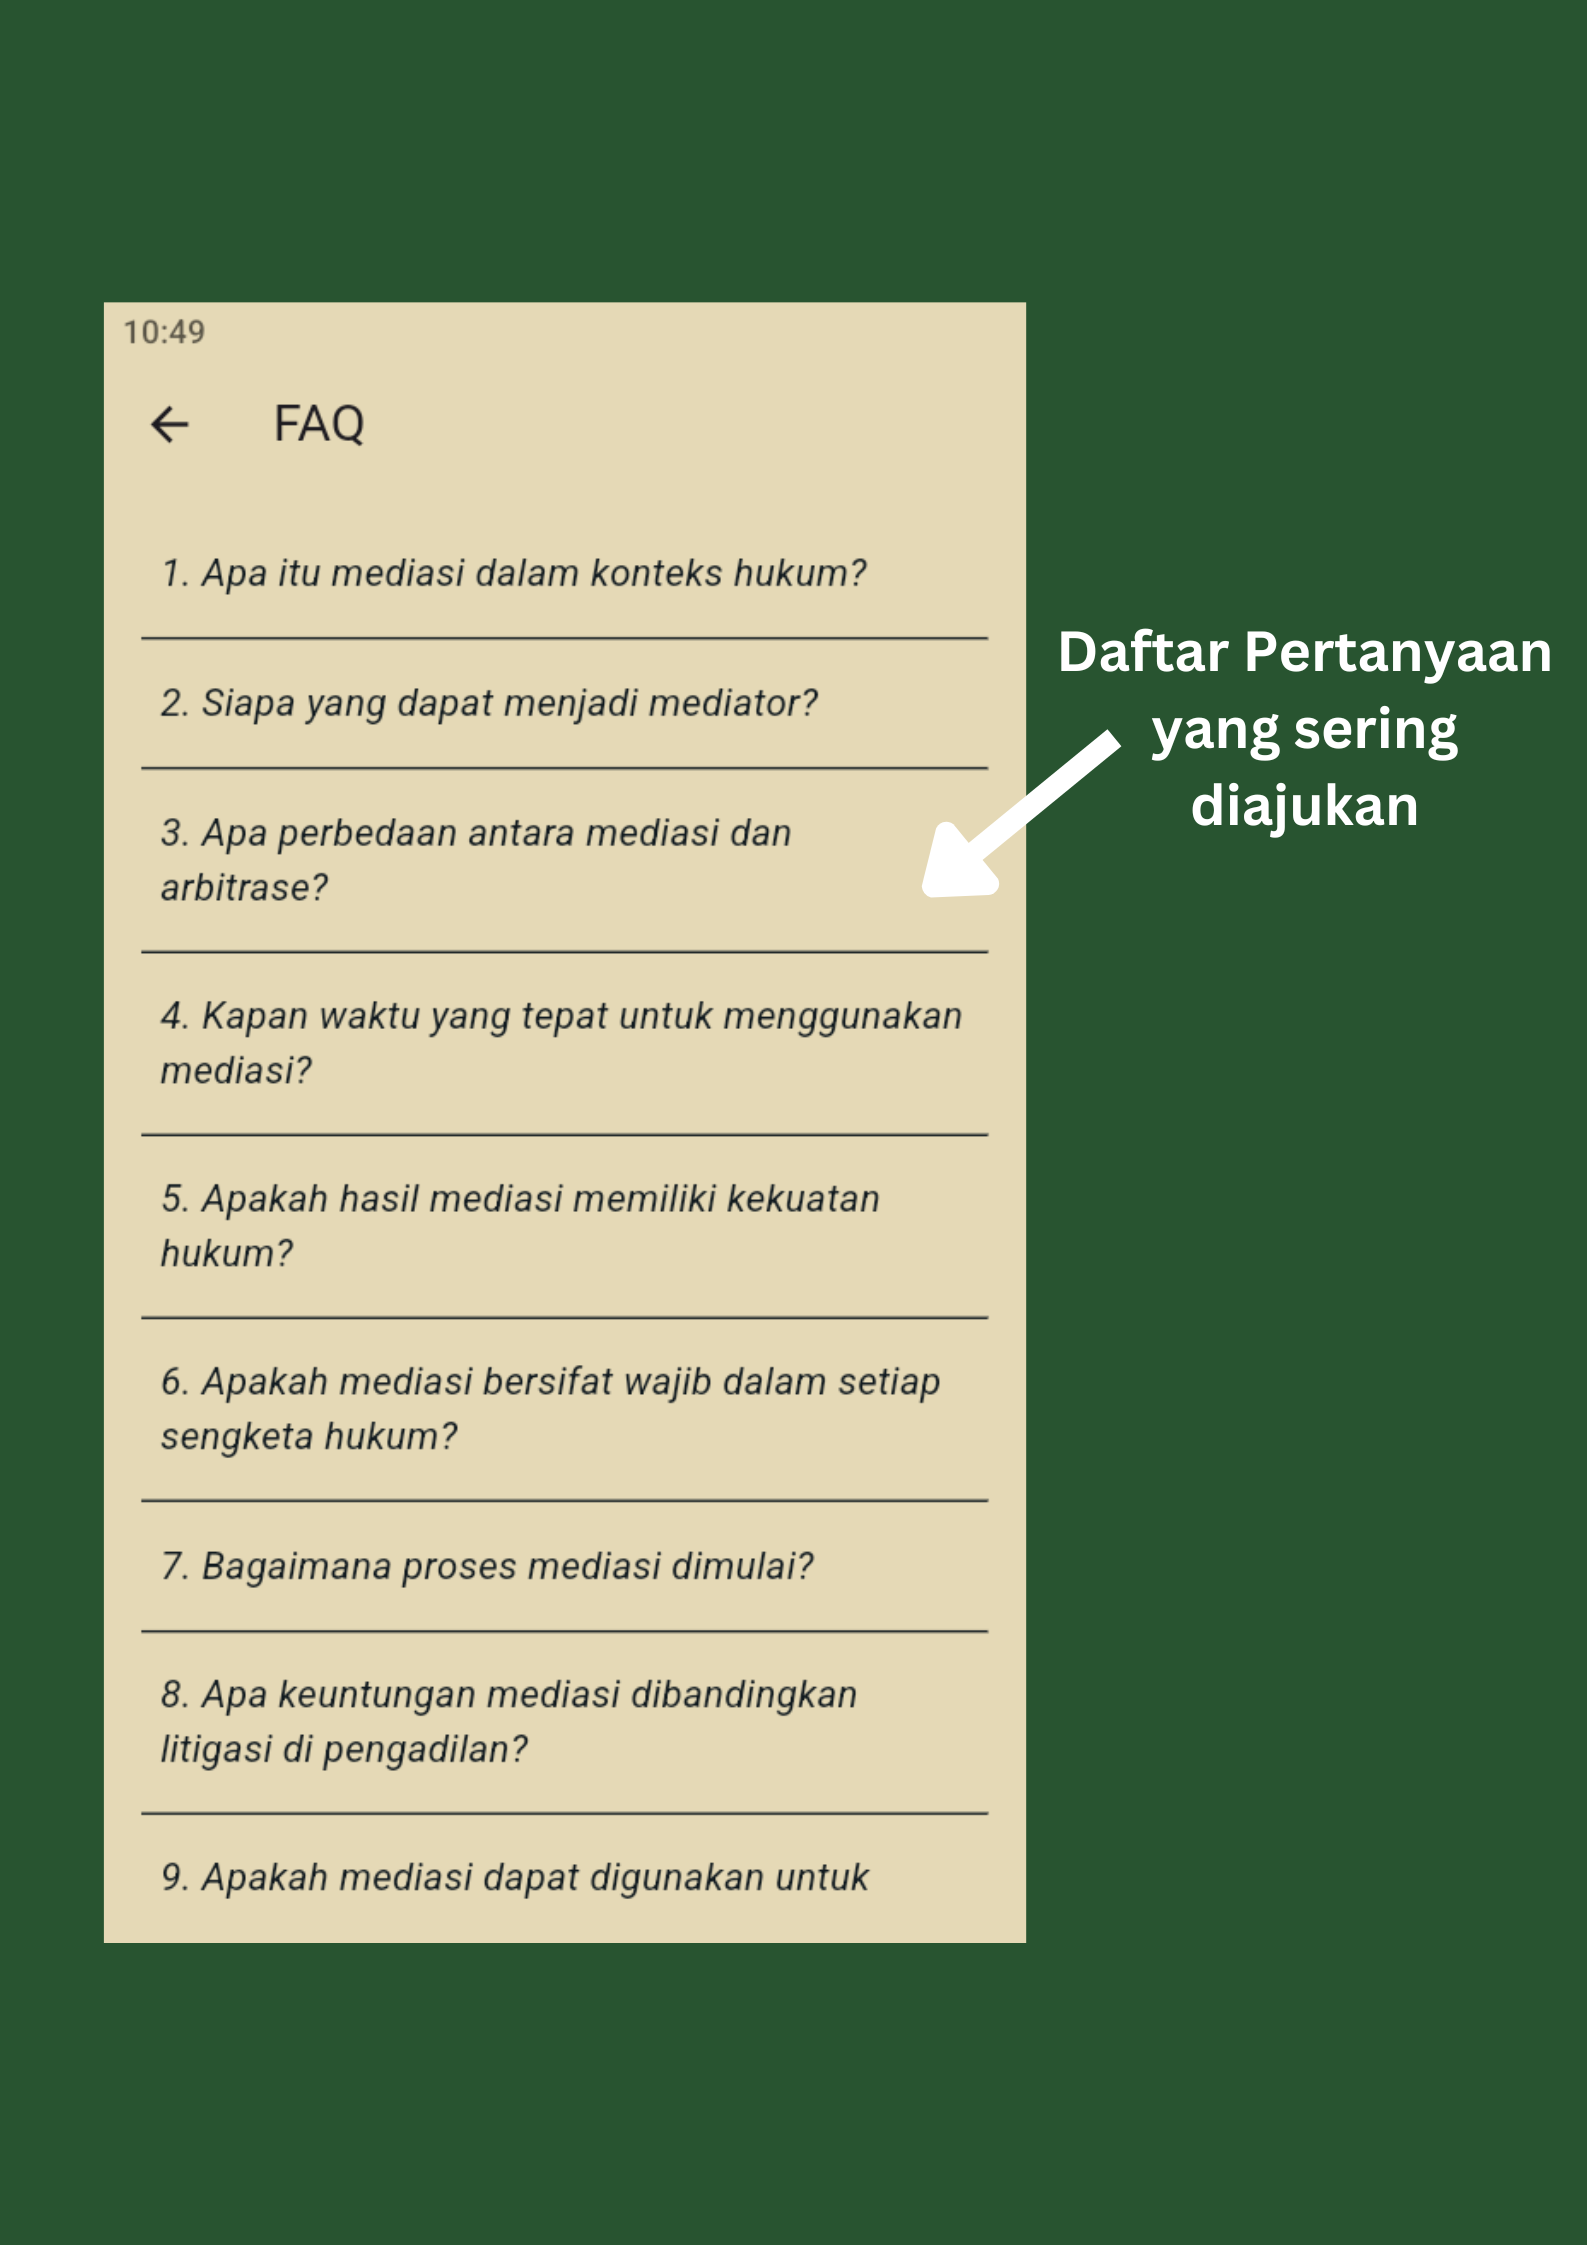 10:49
FAQ
1. Apa itu mediasi dalam konteks hukum?
2. Siapa yang dapat menjadi mediator?
3. Apa perbedaan antara mediasi dan
arbitrase?
4. Kapan waktu yang tepat untuk menggunakan
mediasi?
5. Apakah hasil mediasi memiliki kekuatan
hukum?
6. Apakah mediasi bersifat wajib dalam setiap
sengketa hukum?
7. Bagaimana proses mediasi dimulai?
8. Apa keuntungan mediasi dibandingkan
litigasi di pengadilan?
9. Apakah mediasi dapat digunakan untuk
Daftar Pertanyaan
yang sering
diajukan